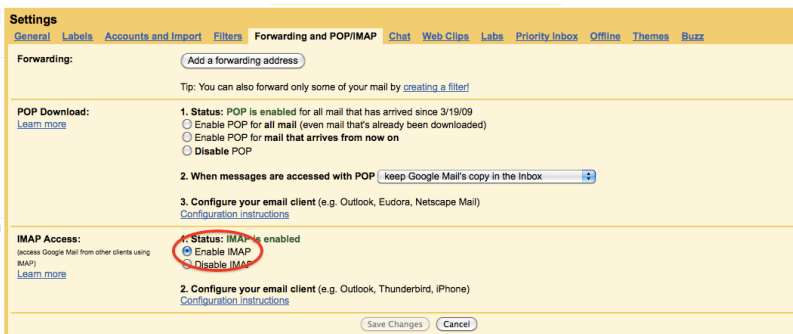 Settings
General Labels Accounts and Import Filters Forwarding and POP/IMAP Chat Web Clips Labs Priority Inbox Offline Themes Buzz
Forwarding:
Add a forwarding address
Tip: You can also forward only some of your mail by creating a filter!
POP Download:
Learn more
1. Status: POP is enabled for all mail that has arrived since 3/19/09
Enable POP for all mail (even mail that's already been downloaded)
Enable POP for mail that arrives from now on
Disable POP
2. When messages are accessed with POP keep Google Mail's copy in the Inbox
3. Configure your email client (e.g. Outlook, Eudora, Netscape Mail)
Configuration instructions
IMAP Access:
(access Google Mail from other clients using
IMAP)
Learn more
1. Status: IMAP is enabled
Enable IMAP
Disable IMAP
2. Configure your email client (e.g. Outlook, Thunderbird, iPhone)
Configuration instructions
Save Changes Cancel